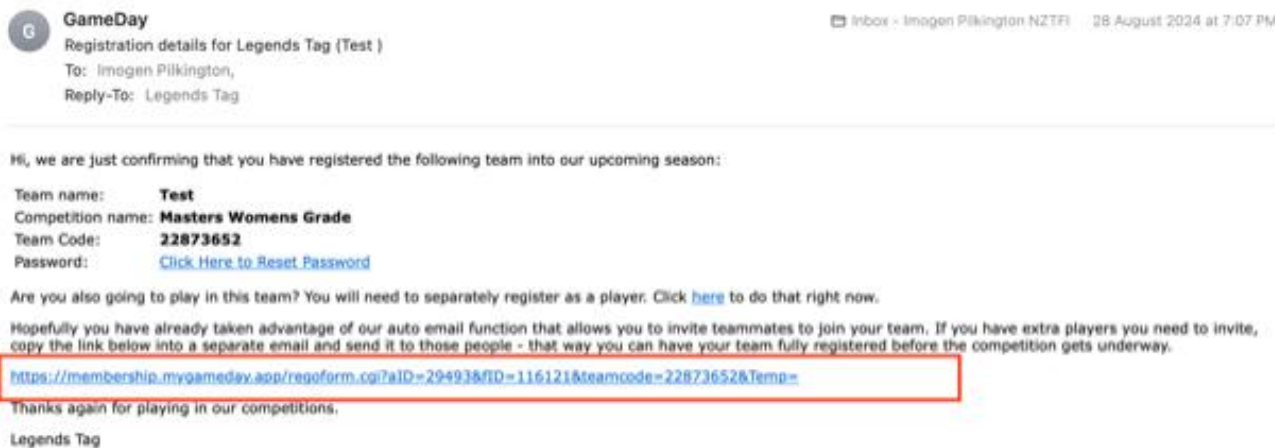 G
GameDay
Inbox - Imogen Pilkington NZTFI 28 August 2024 at 7:07 PM
Registration details for Legends Tag (Test )
To: Imogen Pilkington,
Reply-To: Legends Tag
Hi, we are just confirming that you have registered the following team into our upcoming season:
Team name: Test
Competition name: Masters Womens Grade
Team Code: 22873652
Password: Click Here to Reset Password
Are you also going to play in this team? You will need to separately register as a player. Click here to do that right now.
Hopefully you have already taken advantage of our auto email function that allows you to invite teammates to join your team. If you have extra players you need to invite,
copy the link below into a separate email and send it to those people - that way you can have your team fully registered before the competition gets underway.
https://membership.mygameday.app/regoform.cgi?aID=29493&fID=116121&teamcode=22873652&Temp=
Thanks again for playing in our competitions.
Legends Tag